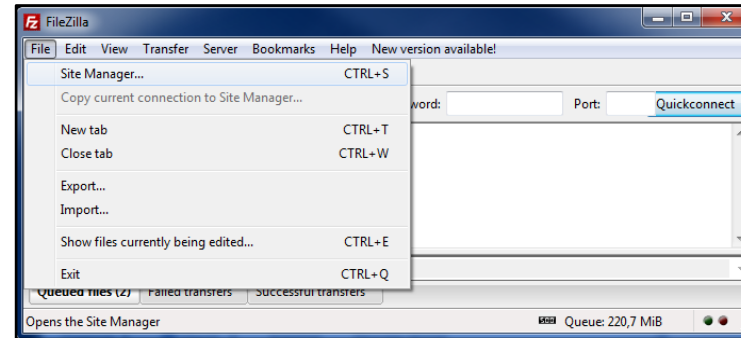 FileZilla
File Edit View Transfer Server Bookmarks Help New version available!
Site Manager... CTRL+S
Copy current connection to Site Manager...
word: Port: Quickconnect
New tab CTRL+T
Close tab CTRL+W
Export...
Import...
Show files currently being edited... CTRL+E
Exit CTRL+Q
Queued files (2) Failed transfers Successful transfers
Opens the Site Manager Queue: 220,7 MiB